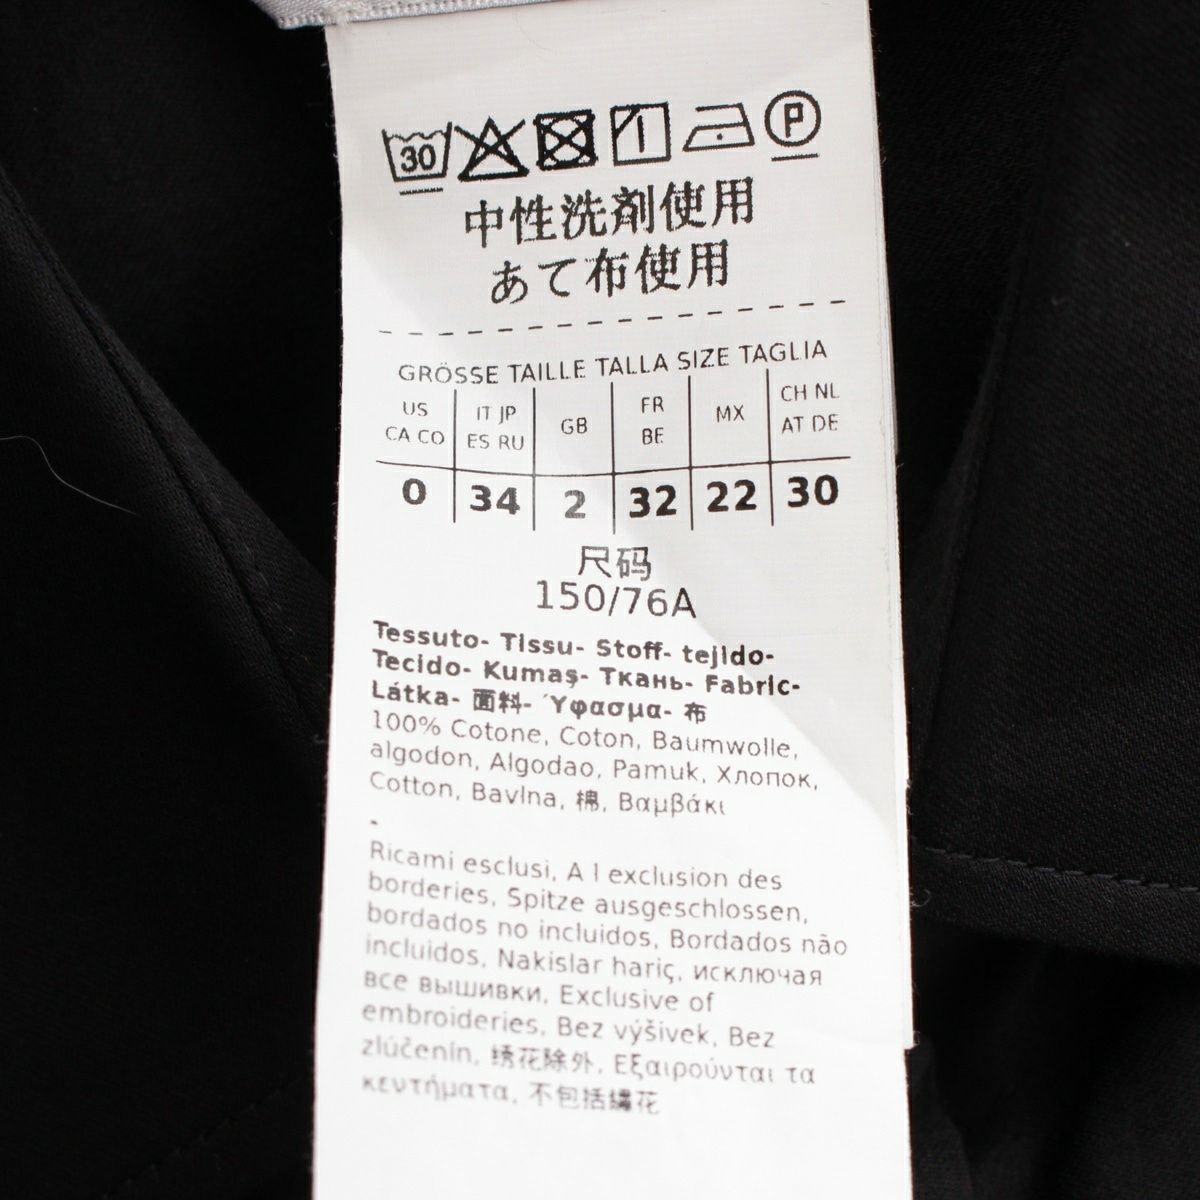 30
P
中性洗剤使用
あて布使用
GRÖSSE TAILLE TALLA SIZE TAGLIA
US CA CO | IT JP ES RU | GB | FR BE | MX | CH NL AT DE
0 | 34 | 2 | 32 | 22 | 30
尺码
150/76A
Tessuto- Tissu- Stoff- tejido-
Tecido- Kumaş- Ткань- Fabric-
Látka- 面料- Ύφασμα- 布
100% Cotone, Coton, Baumwolle,
algodon, Algodao, Pamuk, Хлопок,
Cotton, Bavlna, 棉, Βαμβάκι
-
Ricami esclusi, A l exclusion des
borderies, Spitze ausgeschlossen,
bordados no incluidos, Bordados não
incluidos, Nakislar hariç, исключая
все вышивки, Exclusive of
embroideries, Bez výšivek, Bez
zlúčenín, 绣花除外, Εξαιρούνται τα
κεντήματα, 不包括繡花